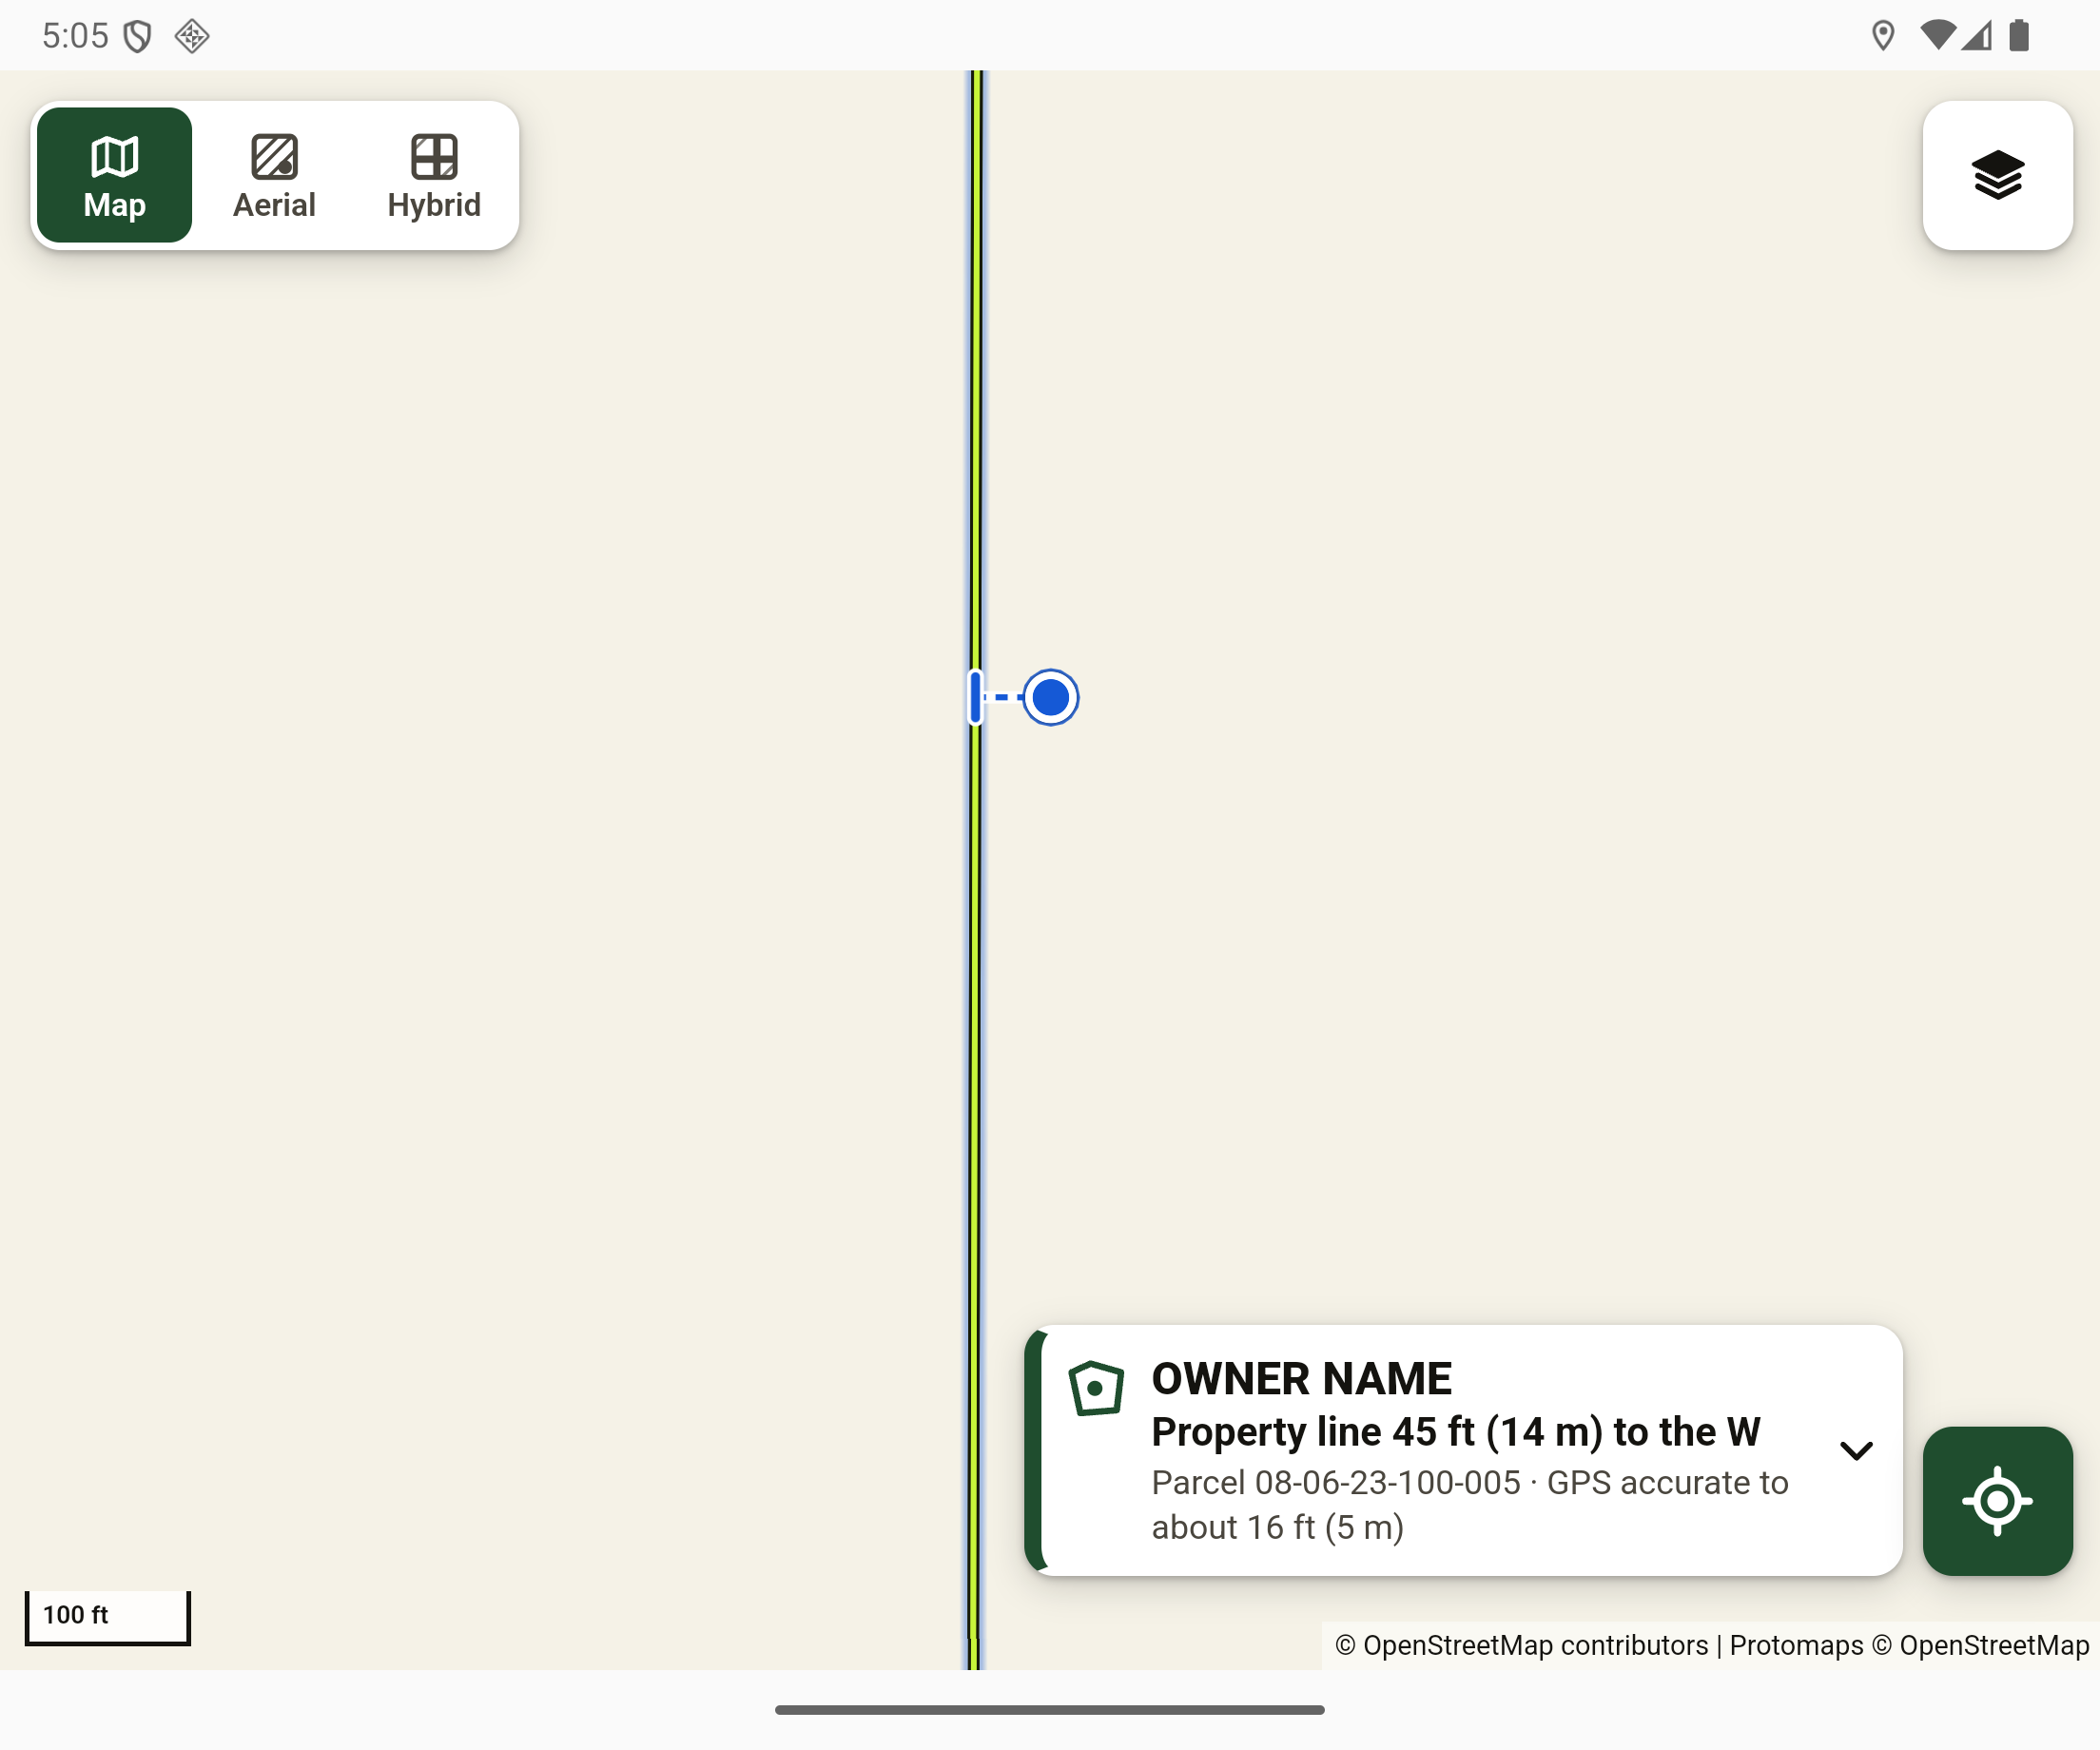 5:05
Map
Aerial
Hybrid
OWNER NAME
Property line 45 ft (14 m) to the W
Parcel 08-06-23-100-005 · GPS accurate to
about 16 ft (5 m)
100 ft
© OpenStreetMap contributors | Protomaps © OpenStreetMap